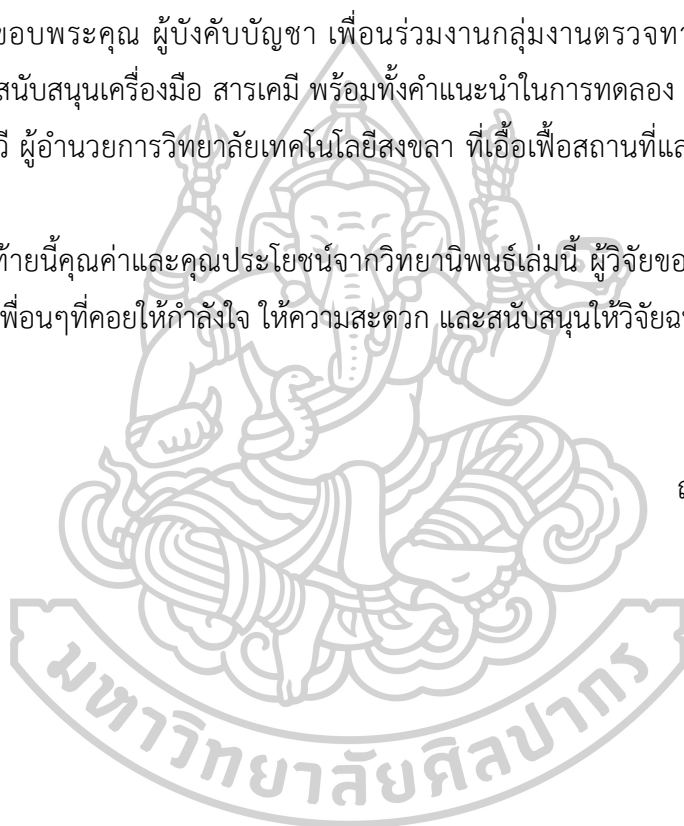 ขอบพระคุณ ผู้บังคับบัญชา เพื่อนร่วมงานกลุ่มงานตรวจทา
สนับสนุนเครื่องมือ สารเคมี พร้อมทั้งคำแนะนำในการทดลอง
วี ผู้อำนวยการวิทยาลัยเทคโนโลยีสงขลา ที่เอื้อเฟื้อสถานที่แล
ท้ายนี้คุณค่าและคุณประโยชน์จากวิทยานิพนธ์เล่มนี้ ผู้วิจัยขอ
เพื่อนๆที่คอยให้กำลังใจ ให้ความสะดวก และสนับสนุนให้วิจัยฉ
มหาวิทยาลัยศิลปากร